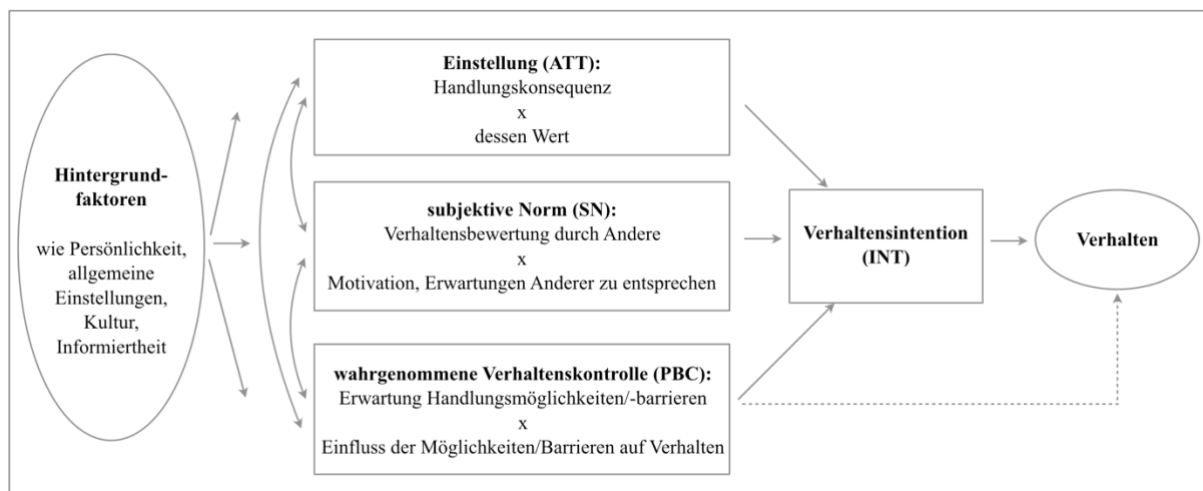 Hintergrund-
faktoren
wie Persönlichkeit,
allgemeine
Einstellungen,
Kultur,
Informiertheit
Einstellung (ATT):
Handlungskonsequenz
x
dessen Wert
subjektive Norm (SN):
Verhaltensbewertung durch Andere
x
Motivation, Erwartungen Anderer zu entsprechen
wahrgenommene Verhaltenskontrolle (PBC):
Erwartung Handlungsmöglichkeiten/-barrieren
x
Einfluss der Möglichkeiten/Barrieren auf Verhalten
Verhaltensintention
(INT)
Verhalten